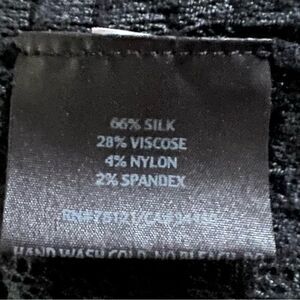 66% SILK
28% VISCOSE
4% NYLON
2% SPANDEX
HAND WASH COLD, NO BLEACH,